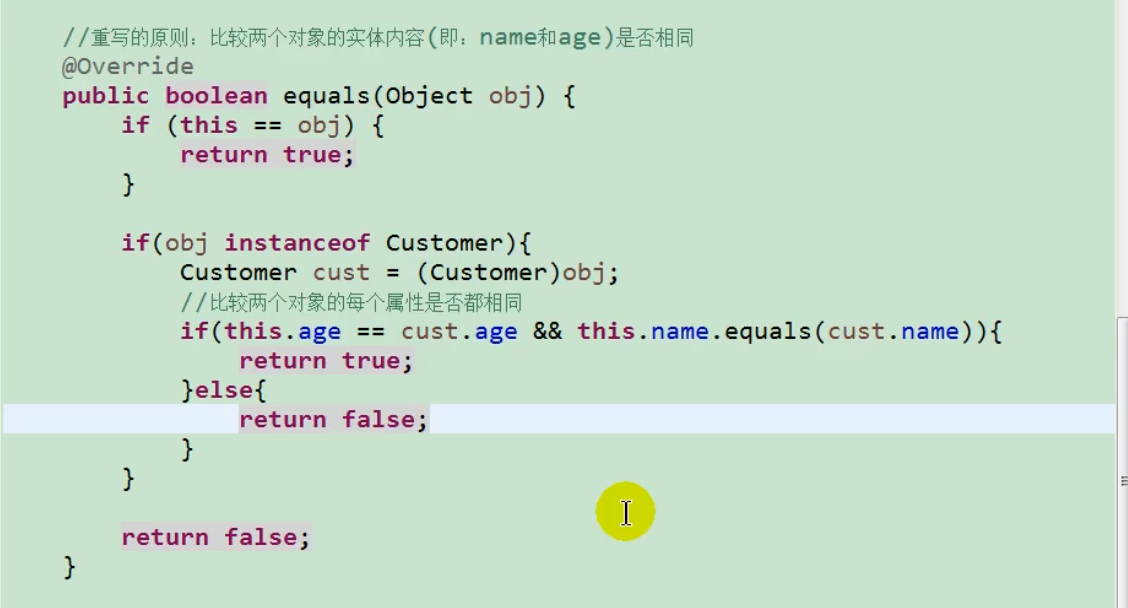 //重写的原则：比较两个对象的实体内容(即：name和age)是否相同
@Override
public boolean equals(Object obj) {
if (this == obj) {
return true;
}
if(obj instanceof Customer){
Customer cust = (Customer)obj;
//比较两个对象的每个属性是否都相同
if(this.age == cust.age && this.name.equals(cust.name)){
return true;
}else{
return false;
}
}
return false;
}